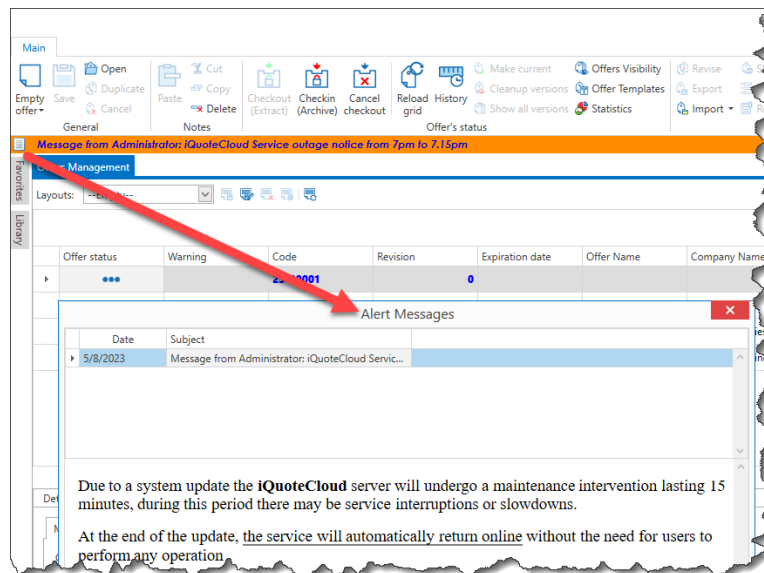 Main
Open
Duplicate
Cancel
Empty offer
Save
General
Paste
Cut
Copy
Delete
Notes
Checkout (Extract)
Checkin (Archive)
Cancel checkout
Reload grid
History
Make current
Cleanup versions
Show all versions
Offers Visibility
Offer Templates
Statistics
Offer's status
Revise
Export
Import
Message from Administrator: iQuoteCloud Service outage notice from 7pm to 7.15pm
Favorites
Library
Management
Layouts: --Empty--
Offer status Warning Code Revision Expiration date Offer Name Company Name
0
Alert Messages
Date Subject
5/8/2023 Message from Administrator: iQuoteCloud Servic...
Due to a system update the iQuoteCloud server will undergo a maintenance intervention lasting 15
minutes, during this period there may be service interruptions or slowdowns.
At the end of the update, the service will automatically return online without the need for users to
perform any operation